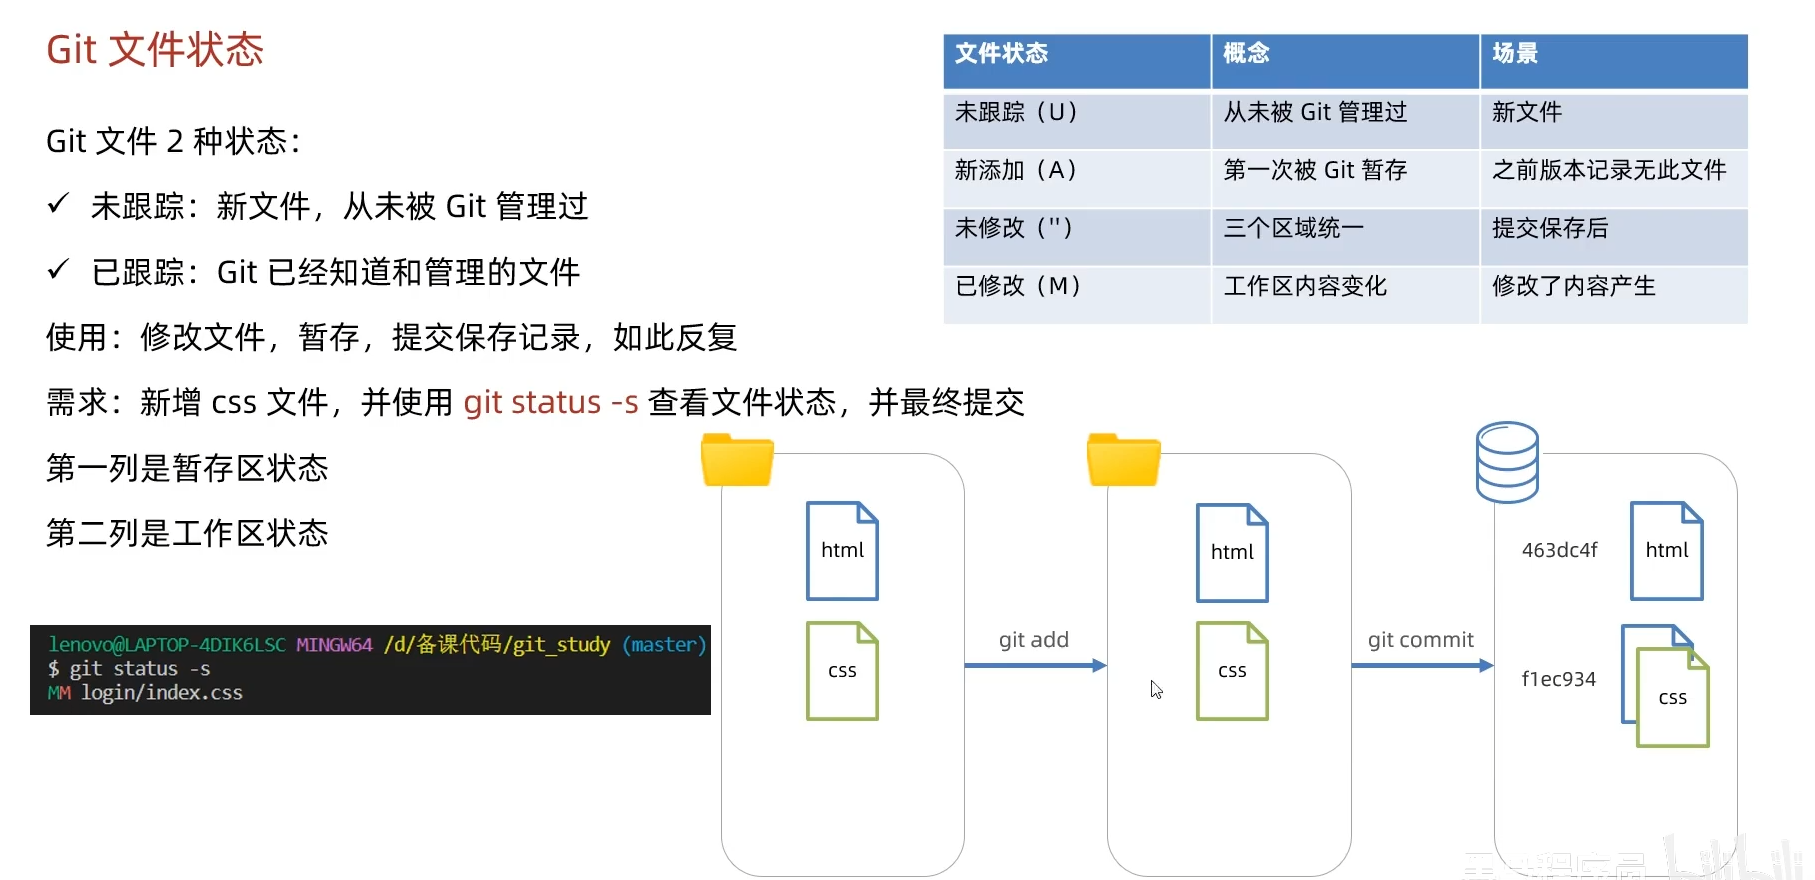 Git 文件状态
Git 文件 2 种状态：
✓ 未跟踪：新文件，从未被 Git 管理过
✓ 已跟踪：Git 已经知道和管理的文件
使用：修改文件，暂存，提交保存记录，如此反复
需求：新增 css 文件，并使用 git status -s 查看文件状态，并最终提交
第一列是暂存区状态
第二列是工作区状态
lenovo@LAPTOP-4DIK6LSC MINGW64 /d/备课代码/git_study (master)
$ git status -s
MM login/index.css
文件状态 概念 场景
未跟踪（U） 从未被 Git 管理过 新文件
新添加（A） 第一次被 Git 暂存 之前版本记录无此文件
未修改（''） 三个区域统一 提交保存后
已修改（M） 工作区内容变化 修改了内容产生
html
css
git add
html
css
git commit
463dc4f
html
f1ec934
css